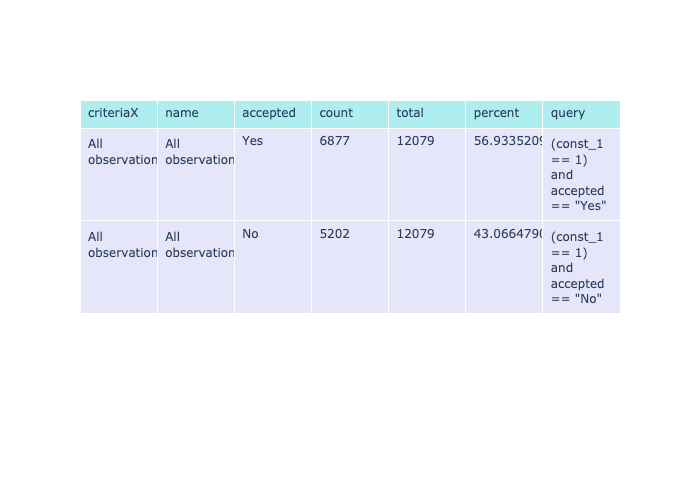 criteriaX name accepted count total percent query
All observation All observation Yes 6877 12079 56.9335209 (const_1 == 1) and accepted == "Yes"
All observation All observation No 5202 12079 43.0664790 (const_1 == 1) and accepted == "No"